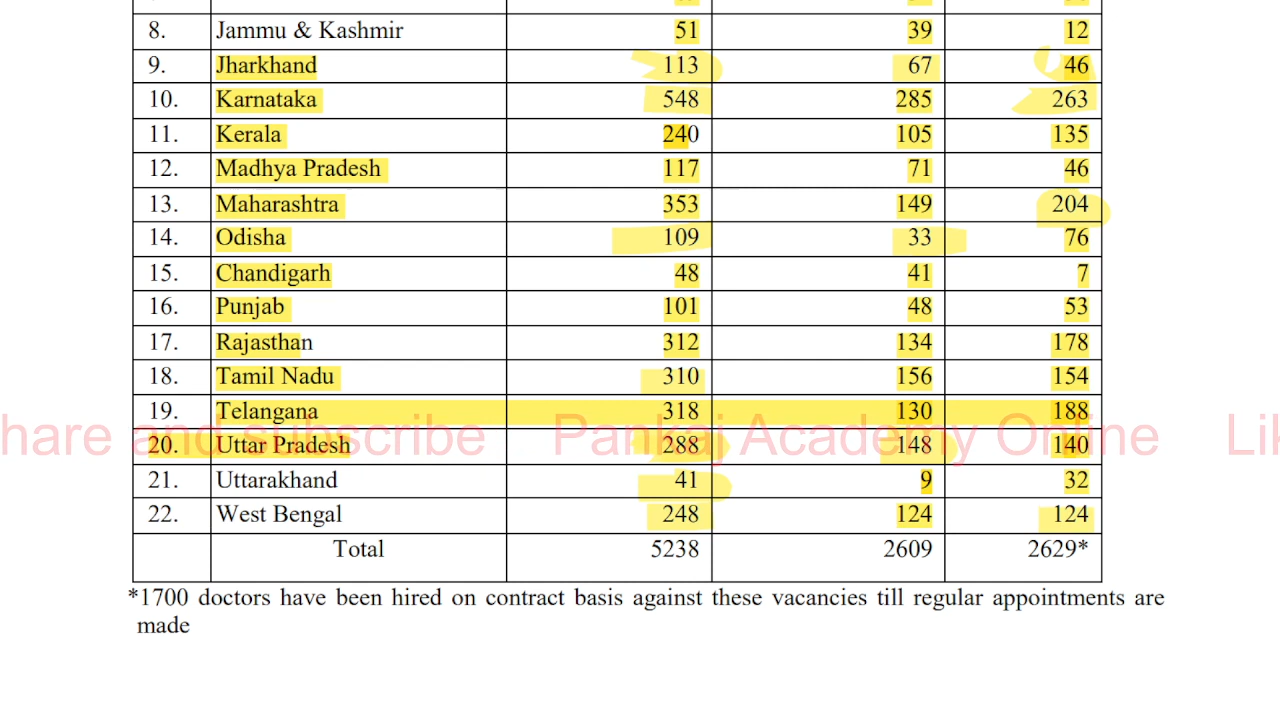 8. Jammu & Kashmir 51 39 12
9. Jharkhand 113 67 46
10. Karnataka 548 285 263
11. Kerala 240 105 135
12. Madhya Pradesh 117 71 46
13. Maharashtra 353 149 204
14. Odisha 109 33 76
15. Chandigarh 48 41 7
16. Punjab 101 48 53
17. Rajasthan 312 134 178
18. Tamil Nadu 310 156 154
19. Telangana 318 130 188
hare and subscribe Pankaj Academy Online Lik
20. Uttar Pradesh 288 148 140
21. Uttarakhand 41 9 32
22. West Bengal 248 124 124
Total 5238 2609 2629*
*1700 doctors have been hired on contract basis against these vacancies till regular appointments are
made